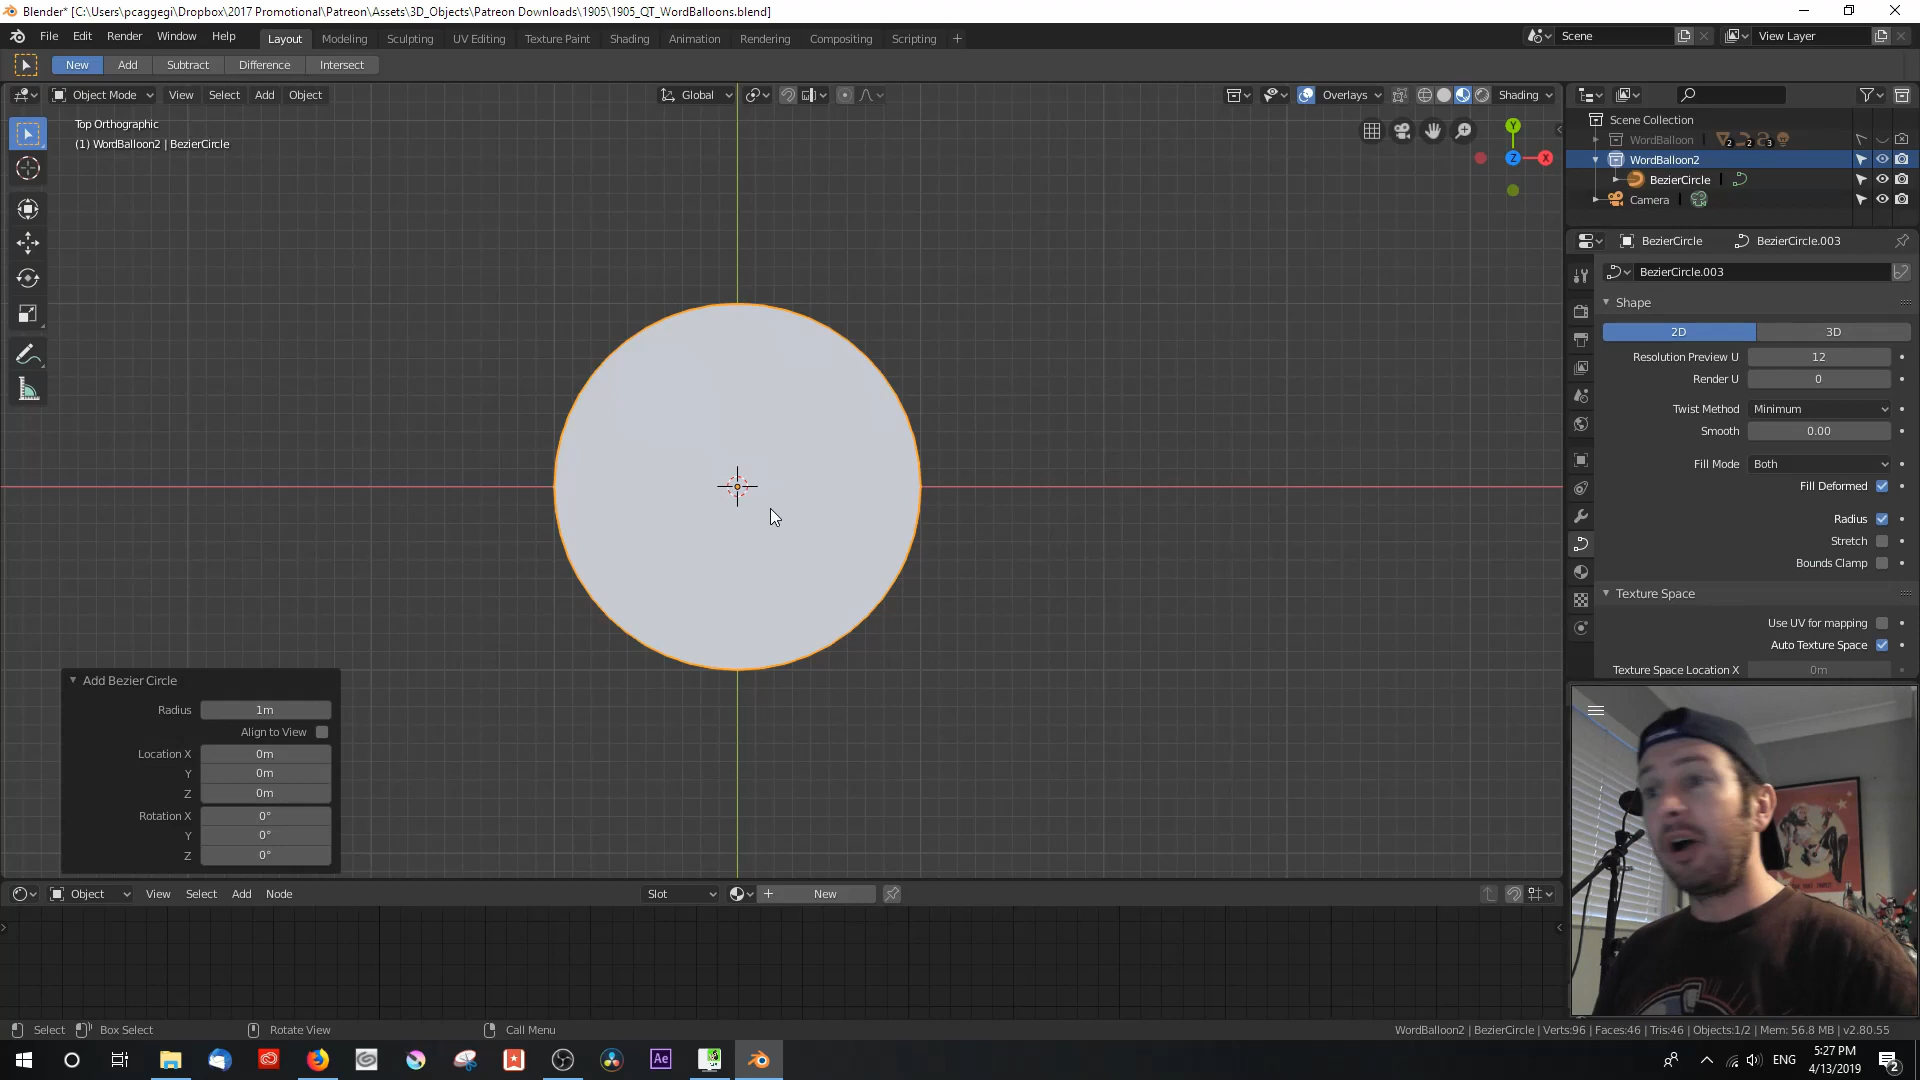 Blender* [C:\Users\pcaggegi\Dropbox\2017 Promotional\Patreon\Assets\3D_Objects\Patreon Downloads\1905\1905_QT_WordBalloons.blend]
File Edit Render Window Help Layout Modeling Sculpting UV Editing Texture Paint Shading Animation Rendering Compositing Scripting + Scene View Layer
New Add Subtract Difference Intersect
Object Mode View Select Add Object Global Overlays Shading
Top Orthographic
(1) WordBalloon2 | BezierCircle
Y
Z X
Scene Collection
WordBalloon 2 2 3
WordBalloon2
BezierCircle
Camera
BezierCircle BezierCircle.003
BezierCircle.003
Shape
2D 3D
Resolution Preview U 12
Render U 0
Twist Method Minimum
Smooth 0.00
Fill Mode Both
Fill Deformed
Radius
Stretch
Bounds Clamp
Texture Space
Use UV for mapping
Auto Texture Space
Texture Space Location X 0m
Add Bezier Circle
Radius 1m
Align to View
Location X 0m
Y 0m
Z 0m
Rotation X 0°
Y 0°
Z 0°
Object View Select Add Node Slot + New
Select Box Select Rotate View Call Menu WordBalloon2 | BezierCircle | Verts:96 | Faces:46 | Tris:46 | Objects:1/2 | Mem: 56.8 MB | v2.80.55
Ae ENG 5:27 PM
4/13/2019 2